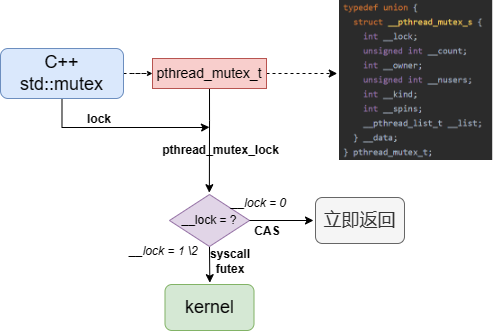 C++
std::mutex
pthread_mutex_t
typedef union {
struct __pthread_mutex_s {
int __lock;
unsigned int __count;
int __owner;
unsigned int __nusers;
int __kind;
int __spins;
__pthread_list_t __list;
} __data;
} pthread_mutex_t;
lock
pthread_mutex_lock
__lock = 0
__lock = ?
CAS
立即返回
__lock = 1 \2
syscall
futex
kernel